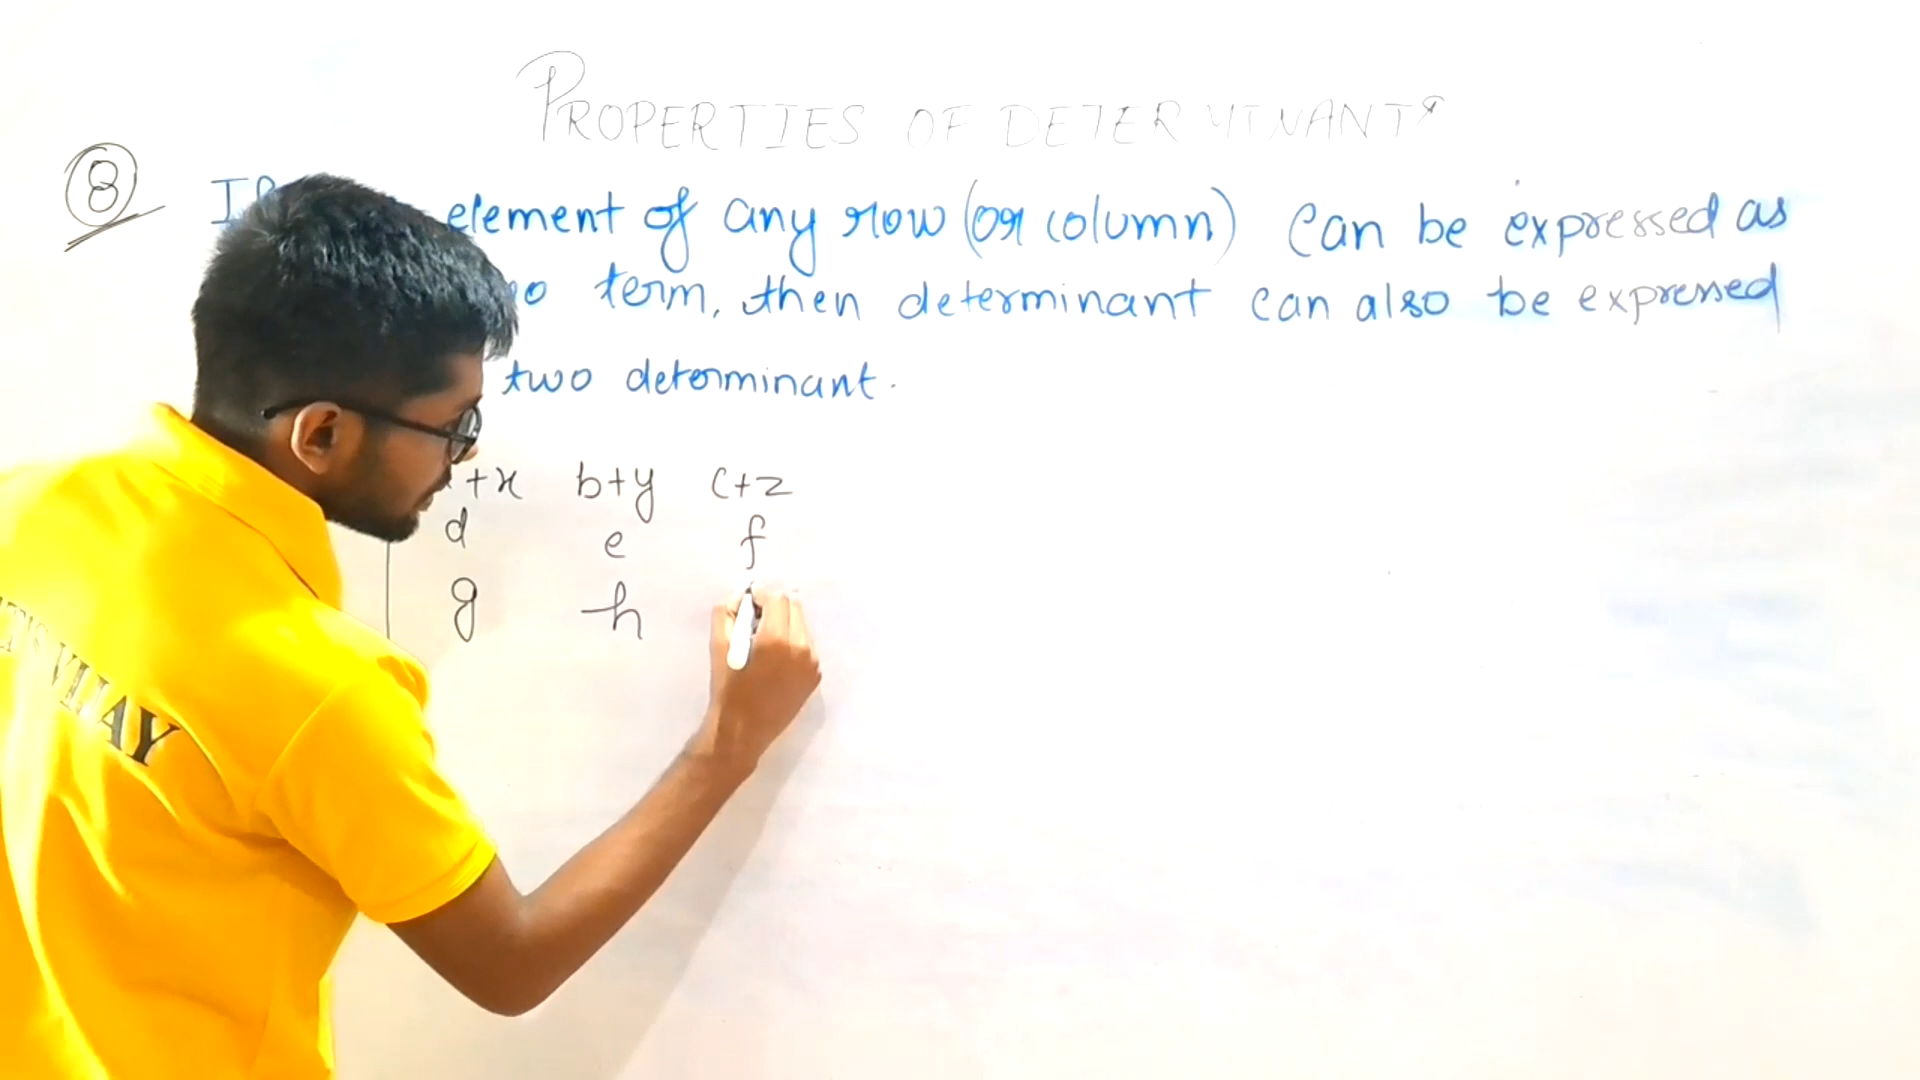 PROPERTIES OF DETERMINANTS
8 If element of any row (or column) can be expressed as
term, then determinant can also be expressed
two determinant.
+x b+y c+z
d e f
g h
VIJAY